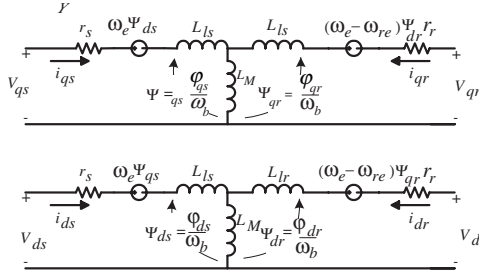 Y
r_s ω_eΨ_ds L_ls L_ls (ω_e−ω_re)Ψ_dr r_r
+ i_qs φ_qs L_M φ_qr i_qr +
V_qs Ψ =_qs ω_b Ψ_qr = ω_b V_qr
- -
r_s ω_eΨ_qs L_ls L_lr (ω_e−ω_re)Ψ_qr r_r
+ i_ds φ_ds L_M φ_dr i_dr +
V_ds Ψ_ds = ω_b Ψ_dr = ω_b V_d
- -